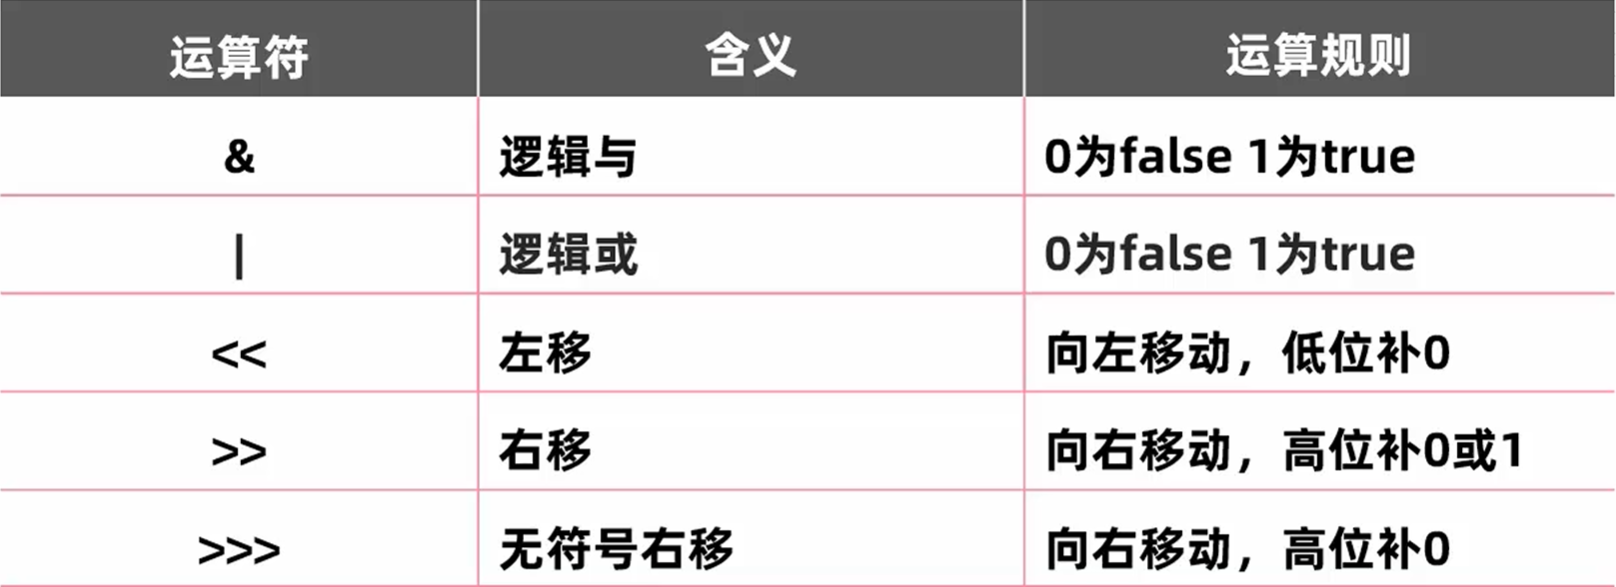 运算符 含义 运算规则
& 逻辑与 0为false 1为true
| 逻辑或 0为false 1为true
<< 左移 向左移动，低位补0
>> 右移 向右移动，高位补0或1
>>> 无符号右移 向右移动，高位补0